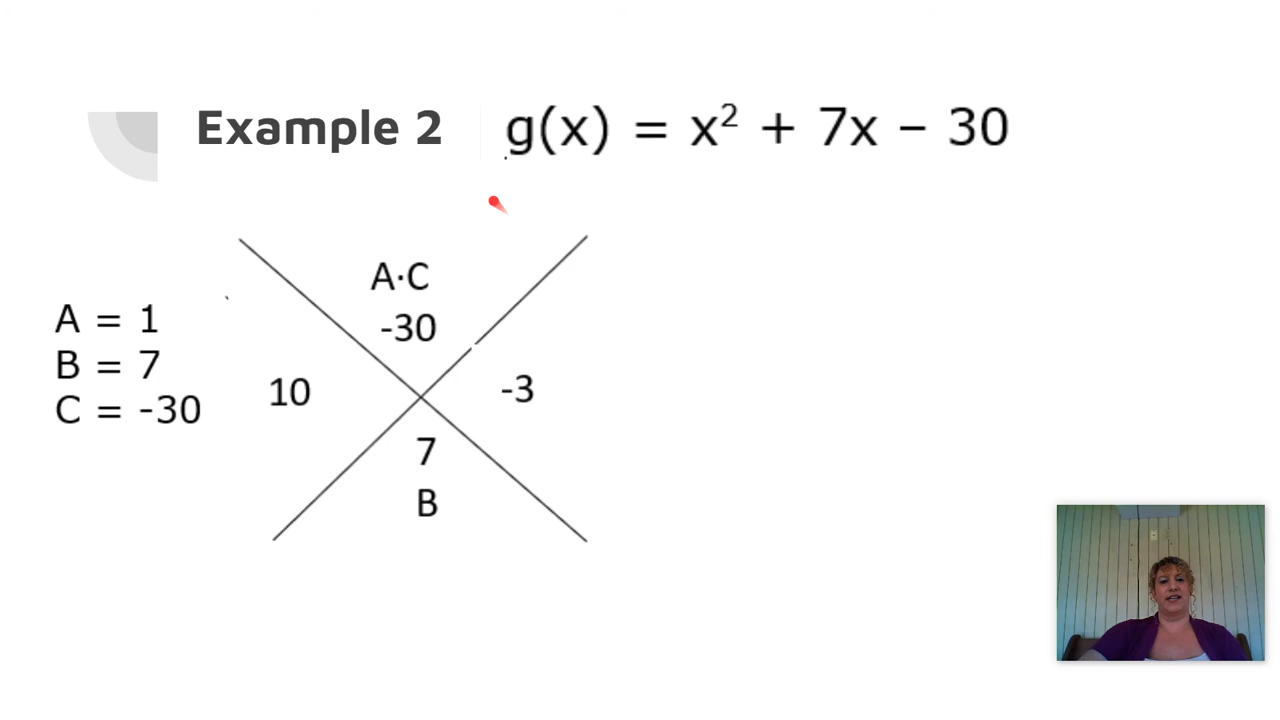 Example 2
g(x) = x² + 7x – 30
A·C
-30
A = 1
B = 7
C = -30
10
-3
7
B